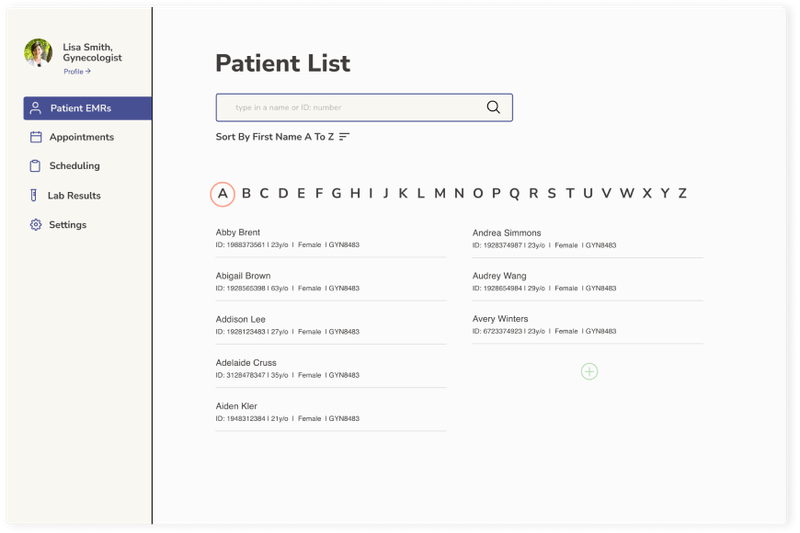 Lisa Smith,
Gynecologist
Profile →
Patient EMRs
Appointments
Scheduling
Lab Results
Settings
Patient List
type in a name or ID: number
Sort By First Name A To Z
A B C D E F G H I J K L M N O P Q R S T U V W X Y Z
Abby Brent
ID: 1988373561 I 23y/o I Female I GYN8483
Abigail Brown
ID: 1928565398 I 63y/o I Female I GYN8483
Addison Lee
ID: 1928123483 I 27y/o I Female I GYN8483
Adelaide Cruss
ID: 3128478347 I 35y/o I Female I GYN8483
Aiden Kler
ID: 1948312384 I 21y/o I Female I GYN8483
Andrea Simmons
ID: 1928374987 I 23y/o I Female I GYN8483
Audrey Wang
ID: 1928654984 I 29y/o I Female I GYN8483
Avery Winters
ID: 6723374923 I 23y/o I Female I GYN8483